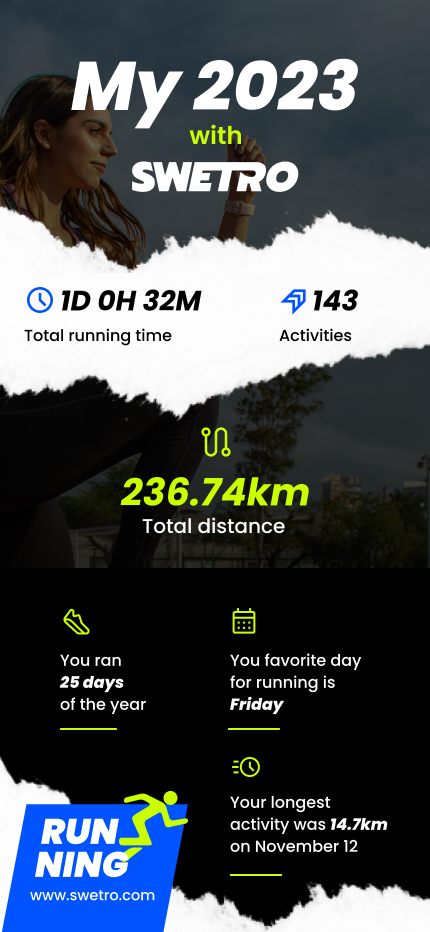 My 2023
with
SWETRO
1D 0H 32M
Total running time
143
Activities
236.74km
Total distance
You ran
25 days
of the year
You favorite day
for running is
Friday
Your longest
activity was 14.7km
on November 12
RUN
NING
www.swetro.com